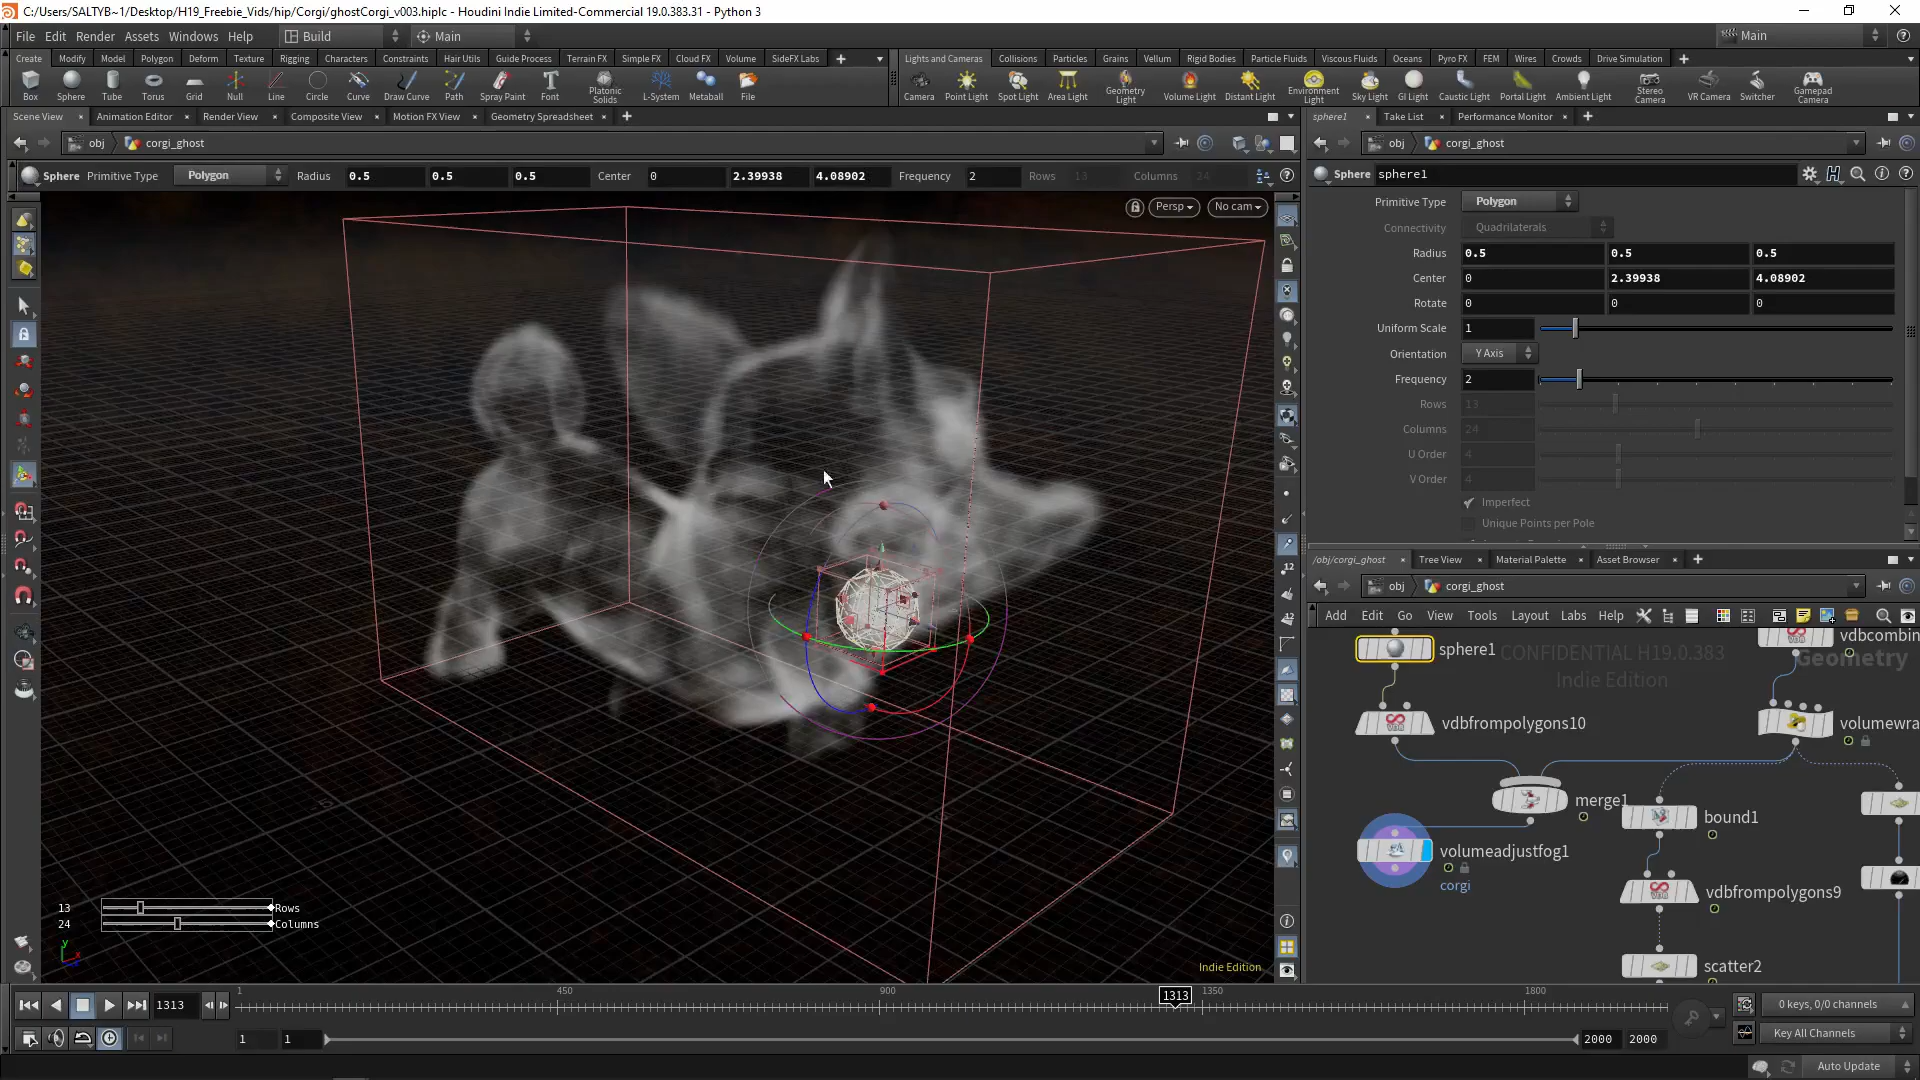 C:/Users/SALTYB~1/Desktop/H19_Freebie_Vids/hip/Corgi/ghostCorgi_v003.hiplc - Houdini Indie Limited-Commercial 19.0.383.31 - Python 3
File Edit Render Assets Windows Help Build Main Main
Create Modify Model Polygon Deform Texture Rigging Characters Constraints Hair Utils Guide Process Terrain FX Simple FX Cloud FX Volume SideFX Labs
Lights and Cameras Collisions Particles Grains Vellum Rigid Bodies Particle Fluids Viscous Fluids Oceans Pyro FX FEM Wires Crowds Drive Simulation
Box Sphere Tube Torus Grid Null Line Circle Curve Draw Curve Path Spray Paint Font Platonic Solids L-System Metaball File
Camera Point Light Spot Light Area Light Geometry Light Volume Light Distant Light Environment Light Sky Light GI Light Caustic Light Portal Light Ambient Light Stereo Camera VR Camera Switcher Gamepad Camera
Scene View Animation Editor Render View Composite View Motion FX View Geometry Spreadsheet
sphere1 Take List Performance Monitor
obj corgi_ghost
obj corgi_ghost
Sphere Primitive Type Polygon Radius 0.5 0.5 0.5 Center 0 2.39938 4.08902 Frequency 2 Rows 13 Columns 24
Sphere sphere1
Persp No cam
Primitive Type Polygon
Connectivity Quadrilaterals
Radius 0.5 0.5 0.5
Center 0 2.39938 4.08902
Rotate 0 0 0
Uniform Scale 1
Orientation Y Axis
Frequency 2
Rows 13
Columns 24
U Order 4
V Order 4
Imperfect
Unique Points per Pole
/obj/corgi_ghost Tree View Material Palette Asset Browser
obj corgi_ghost
Add Edit Go View Tools Layout Labs Help
sphere1
CONFIDENTIAL H19.0.383
Indie Edition
vdbcombin
Geometry
vdbfrompolygons10
volumewra
merge1
bound1
volumeadjustfog1
corgi
vdbfrompolygons9
scatter2
13 Rows
24 Columns
y
x
12
42
-5
Indie Edition
1313
1 450 900 1313 1350 1800
0 keys, 0/0 channels
1 1 2000 2000
Key All Channels
Auto Update